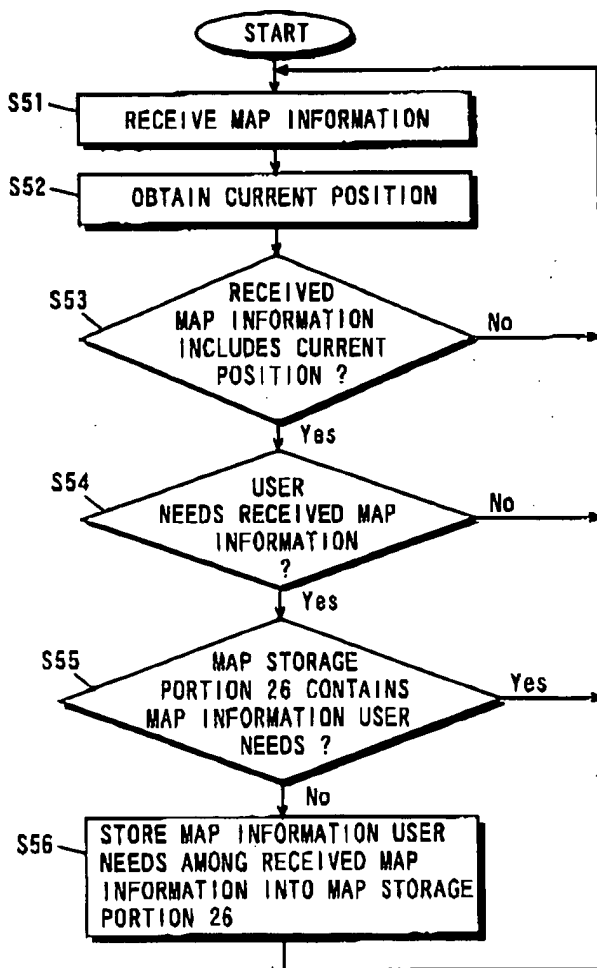 START
S51
RECEIVE MAP INFORMATION
S52
OBTAIN CURRENT POSITION
S53
RECEIVED
MAP INFORMATION
INCLUDES CURRENT
POSITION ?
No
Yes
S54
USER
NEEDS RECEIVED MAP
INFORMATION
?
No
Yes
S55
MAP STORAGE
PORTION 26 CONTAINS
MAP INFORMATION USER
NEEDS ?
Yes
No
S56
STORE MAP INFORMATION USER
NEEDS AMONG RECEIVED MAP
INFORMATION INTO MAP STORAGE
PORTION 26